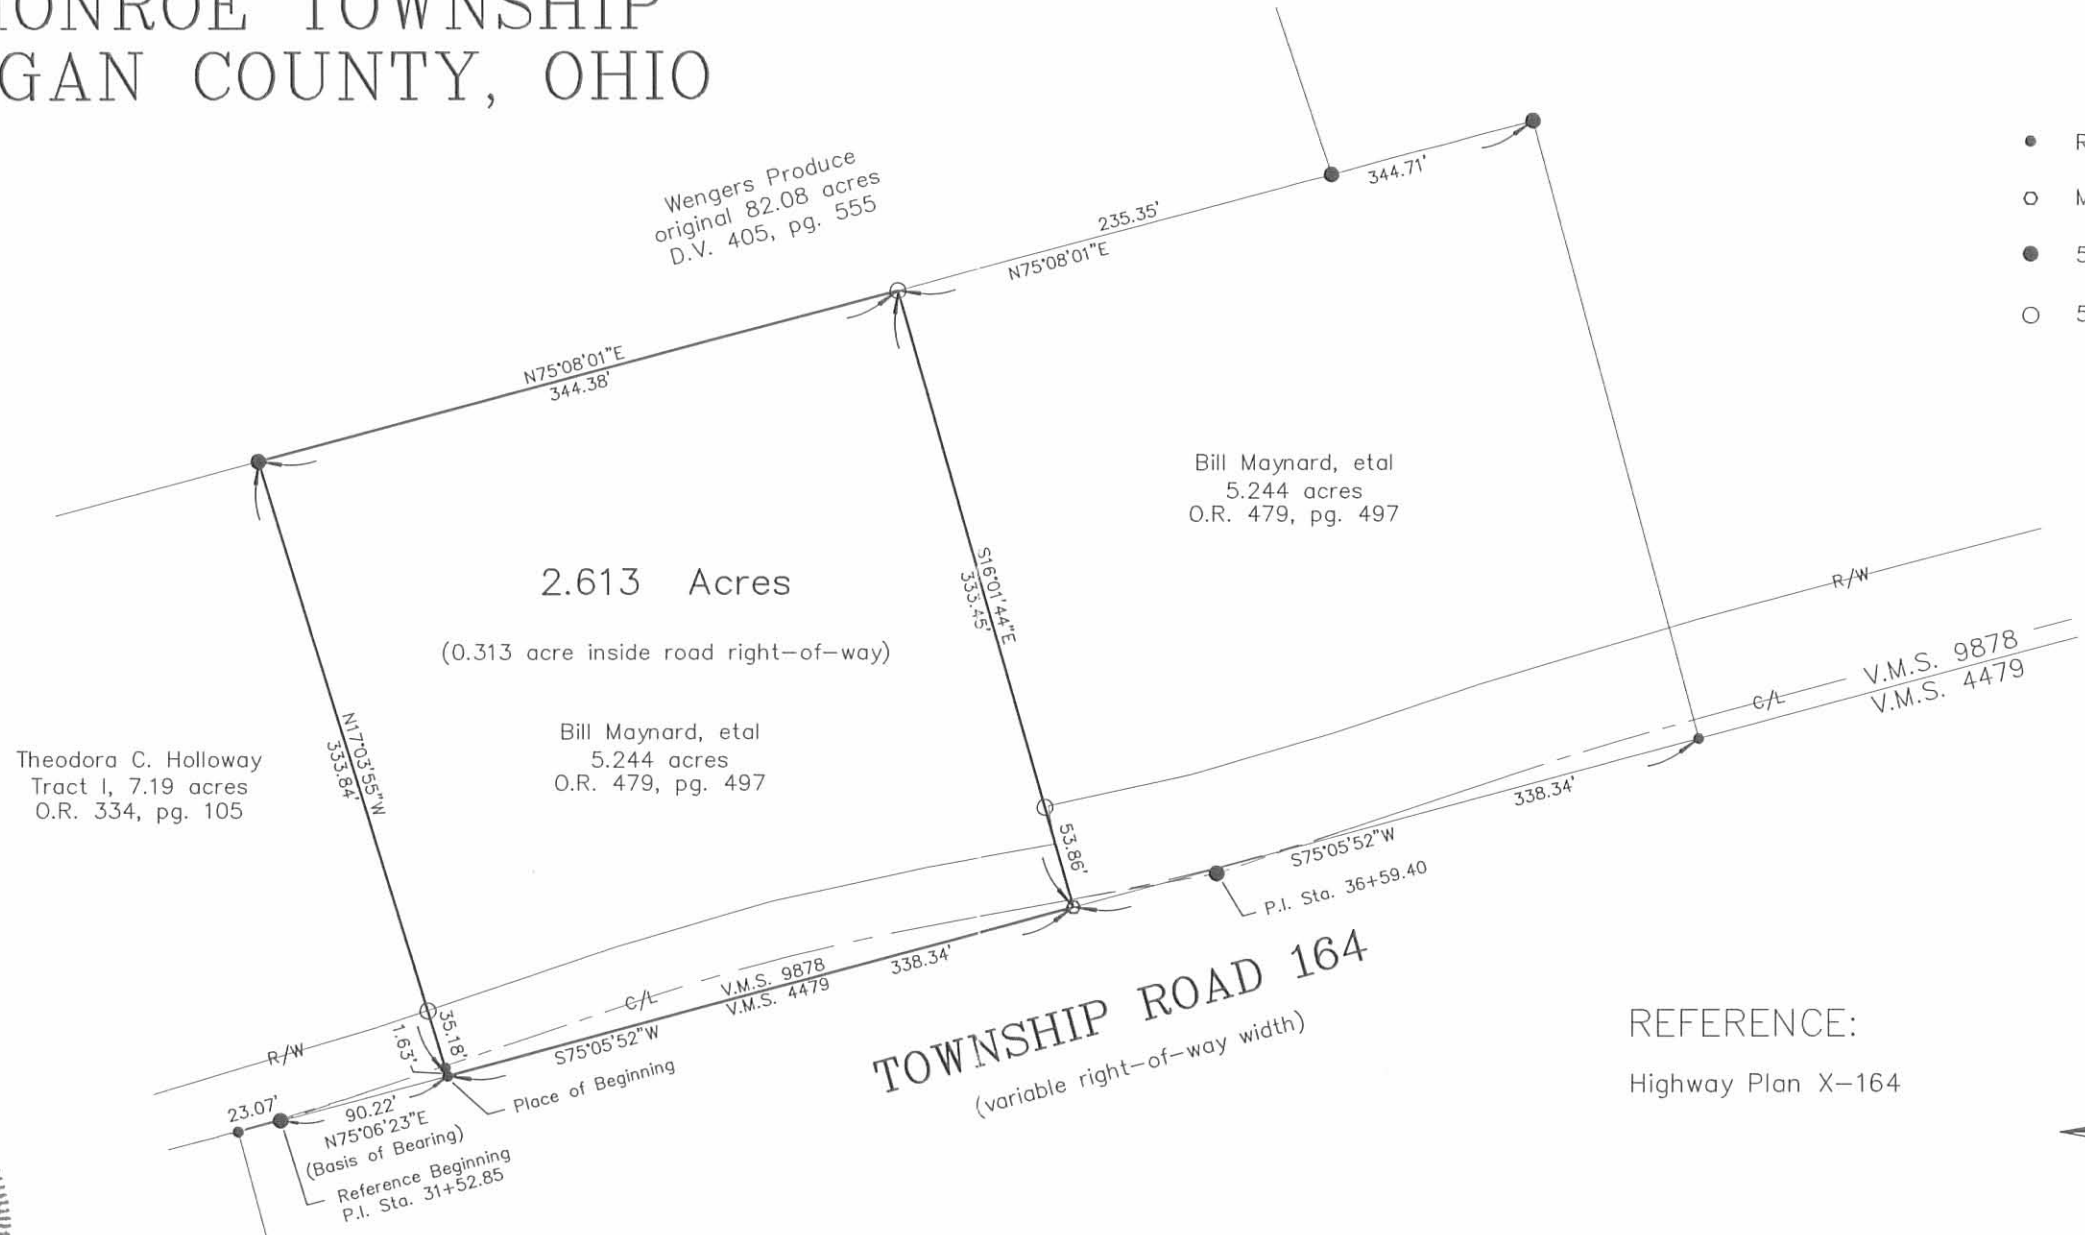 TOWNSHIP
COUNTY, OHIO
Wengers Produce
original 82.08 acres
D.V. 405, pg. 555
344.71'
235.35'
N75°08'01"E
N75°08'01"E
344.38'
Bill Maynard, etal
5.244 acres
O.R. 479, pg. 497
2.613 Acres
(0.313 acre inside road right-of-way)
S16°01'44"E
333.45'
Bill Maynard, etal
5.244 acres
O.R. 479, pg. 497
N17°03'55"W
333.84'
Theodora C. Holloway
Tract I, 7.19 acres
O.R. 334, pg. 105
R/W
V.M.S. 9878
V.M.S. 4479
C/L
338.34'
S75°05'52"W
53.86'
P.I. Sta. 36+59.40
338.34'
V.M.S. 9878
V.M.S. 4479
C/L
S75°05'52"W
35.18'
1.63'
R/W
Place of Beginning
TOWNSHIP ROAD 164
(variable right-of-way width)
23.07'
90.22'
N75°06'23"E
(Basis of Bearing)
Reference Beginning
P.I. Sta. 31+52.85
REFERENCE:
Highway Plan X-164